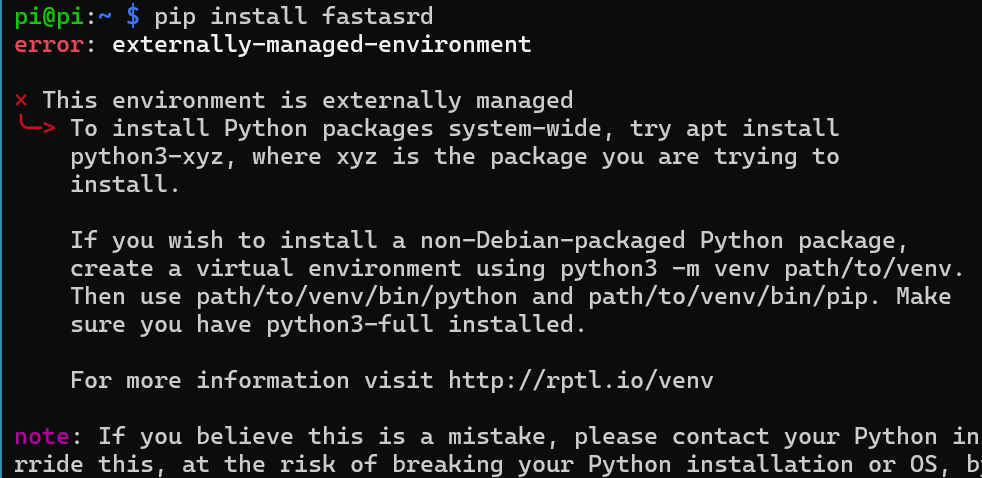 pi@pi:~ $ pip install fastasrd
error: externally-managed-environment
× This environment is externally managed
╰─> To install Python packages system-wide, try apt install
python3-xyz, where xyz is the package you are trying to
install.
If you wish to install a non-Debian-packaged Python package,
create a virtual environment using python3 -m venv path/to/venv.
Then use path/to/venv/bin/python and path/to/venv/bin/pip. Make
sure you have python3-full installed.
For more information visit http://rptl.io/venv
note: If you believe this is a mistake, please contact your Python in
rride this, at the risk of breaking your Python installation or OS, by